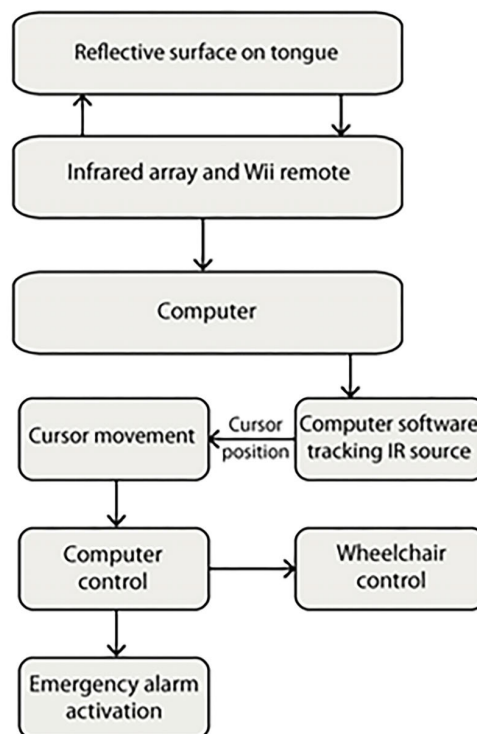 Reflective surface on tongue
Infrared array and Wii remote
Computer
Cursor movement
Cursor
position
Computer software
tracking IR source
Computer
control
Wheelchair
control
Emergency alarm
activation